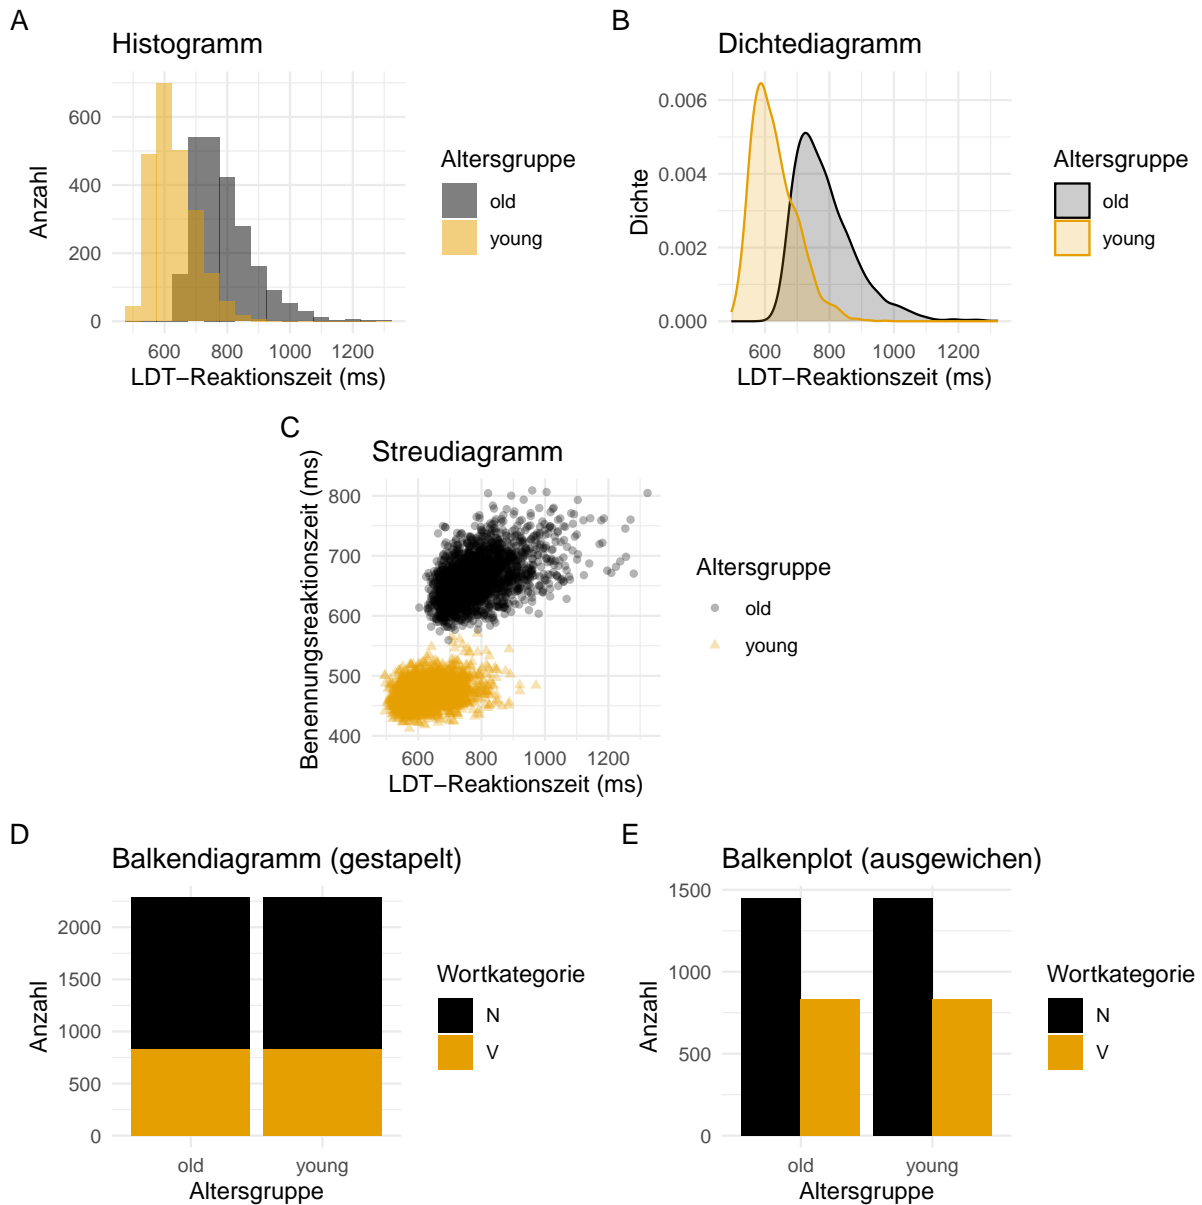 A
Histogramm
Anzahl
600
400
200
0
600 800 1000 1200
LDT−Reaktionszeit (ms)
Altersgruppe
old
young
B
Dichtediagramm
Dichte
0.006
0.004
0.002
0.000
600 800 1000 1200
LDT−Reaktionszeit (ms)
Altersgruppe
old
young
C
Streudiagramm
Benennungsreaktionszeit (ms)
800
700
600
500
400
600 800 1000 1200
LDT−Reaktionszeit (ms)
Altersgruppe
old
young
D
Balkendiagramm (gestapelt)
Anzahl
2000
1500
1000
500
0
old young
Altersgruppe
Wortkategorie
N
V
E
Balkenplot (ausgewichen)
Anzahl
1500
1000
500
0
old young
Altersgruppe
Wortkategorie
N
V